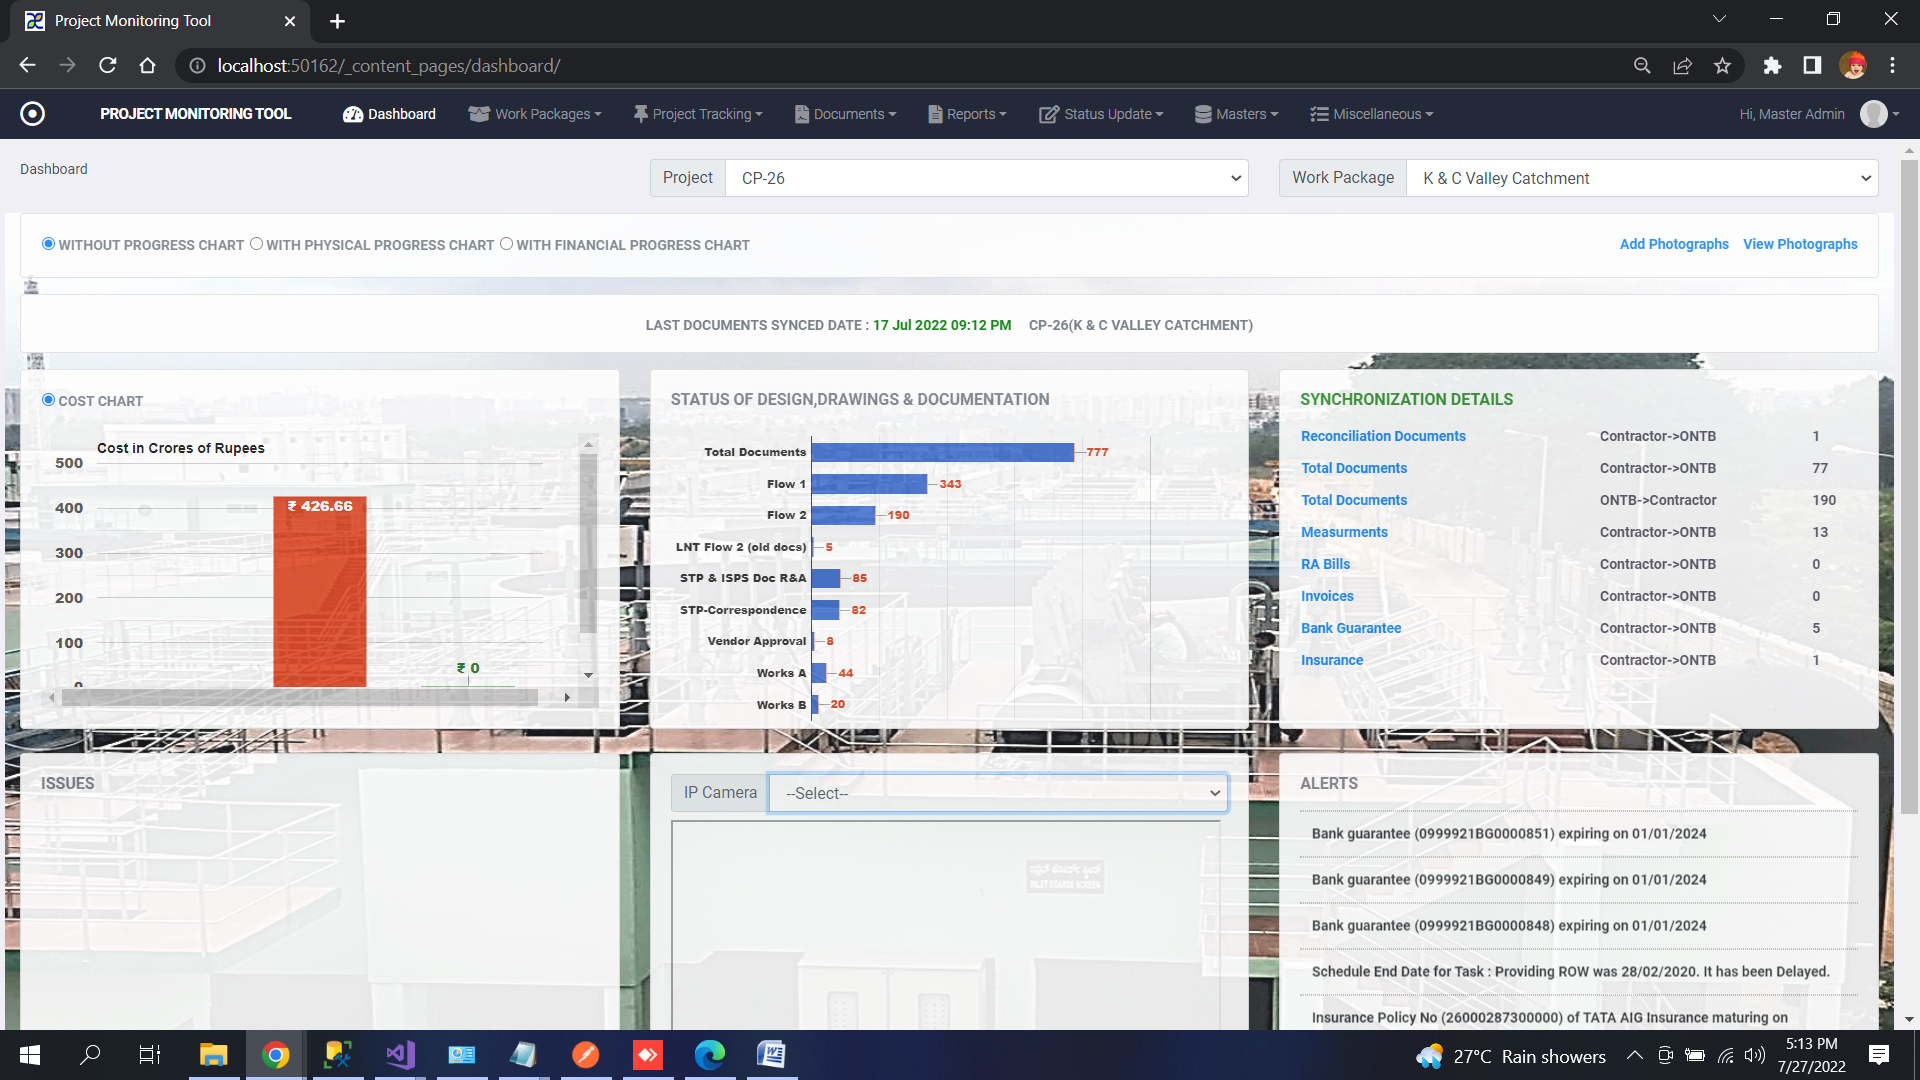 Project Monitoring Tool
localhost:50162/_content_pages/dashboard/
PROJECT MONITORING TOOL
Dashboard
Work Packages
Project Tracking
Documents
Reports
Status Update
Masters
Miscellaneous
Hi, Master Admin
Dashboard
Project
CP-26
Work Package
K & C Valley Catchment
WITHOUT PROGRESS CHART
WITH PHYSICAL PROGRESS CHART
WITH FINANCIAL PROGRESS CHART
Add Photographs
View Photographs
LAST DOCUMENTS SYNCED DATE : 17 Jul 2022 09:12 PM CP-26(K & C VALLEY CATCHMENT)
COST CHART
Cost in Crores of Rupees
500
400
300
200
100
0
₹ 426.66
₹ 0
STATUS OF DESIGN,DRAWINGS & DOCUMENTATION
Total Documents 777
Flow 1 343
Flow 2 190
LNT Flow 2 (old docs) 5
STP & ISPS Doc R&A 85
STP-Correspondence 82
Vendor Approval 8
Works A 44
Works B 20
SYNCHRONIZATION DETAILS
Reconciliation Documents Contractor->ONTB 1
Total Documents Contractor->ONTB 77
Total Documents ONTB->Contractor 190
Measurments Contractor->ONTB 13
RA Bills Contractor->ONTB 0
Invoices Contractor->ONTB 0
Bank Guarantee Contractor->ONTB 5
Insurance Contractor->ONTB 1
ISSUES
IP Camera
--Select--
INLET COARSE SCREEN
ALERTS
Bank guarantee (0999921BG0000851) expiring on 01/01/2024
Bank guarantee (0999921BG0000849) expiring on 01/01/2024
Bank guarantee (0999921BG0000848) expiring on 01/01/2024
Schedule End Date for Task : Providing ROW was 28/02/2020. It has been Delayed.
Insurance Policy No (26000287300000) of TATA AIG Insurance maturing on
27°C Rain showers
5:13 PM
7/27/2022